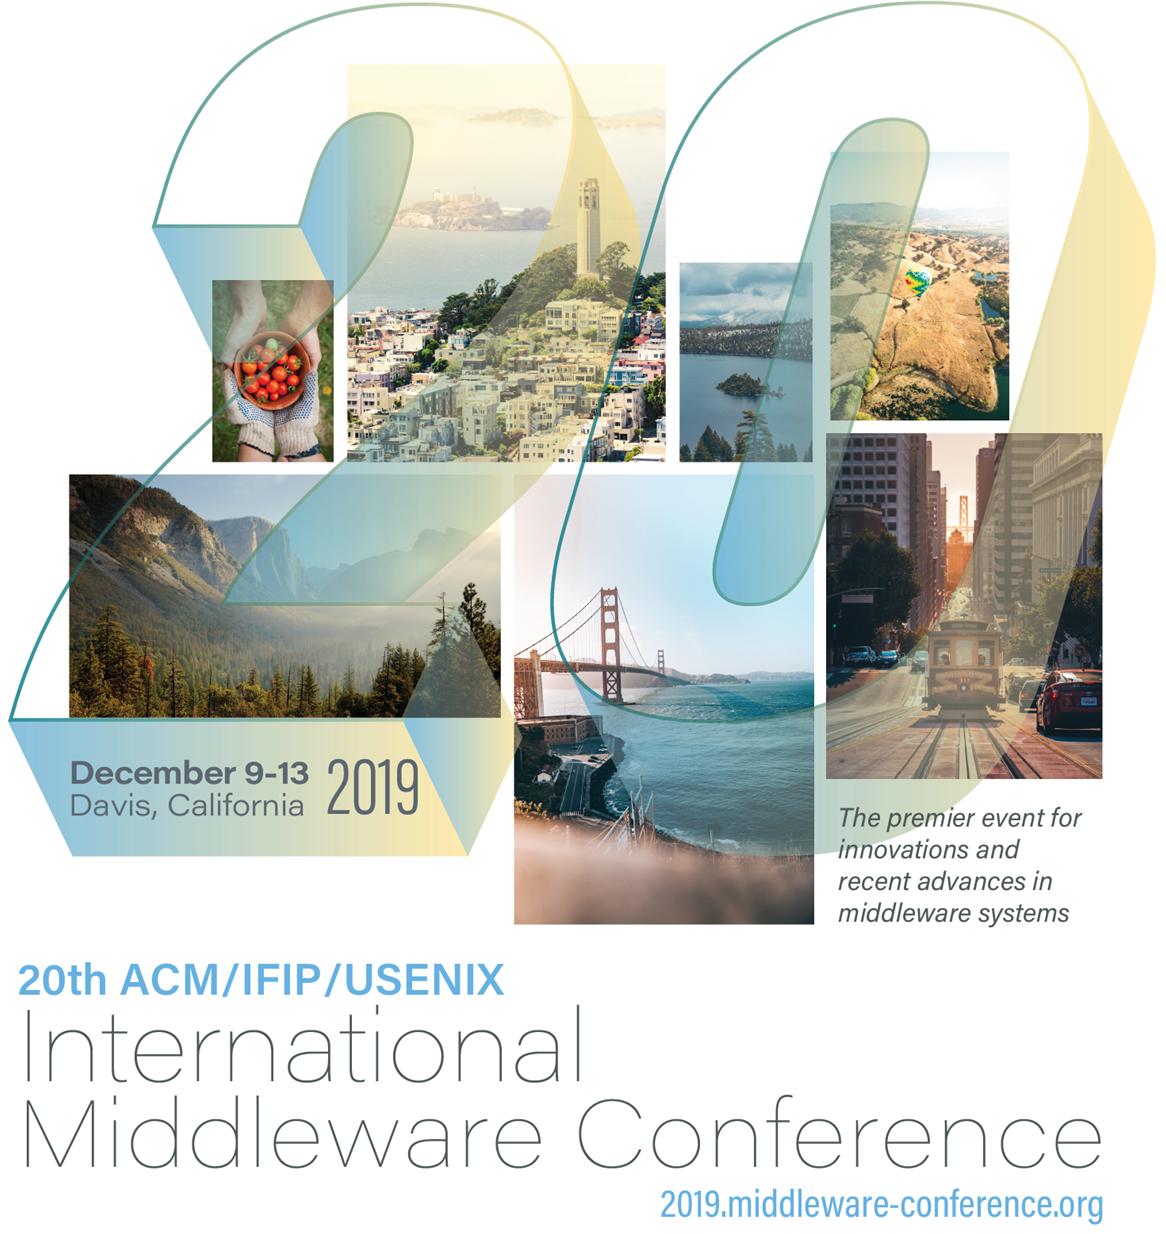 20
December 9-13
Davis, California
2019
The premier event for
innovations and
recent advances in
middleware systems
20th ACM/IFIP/USENIX
International
Middleware Conference
2019.middleware-conference.org